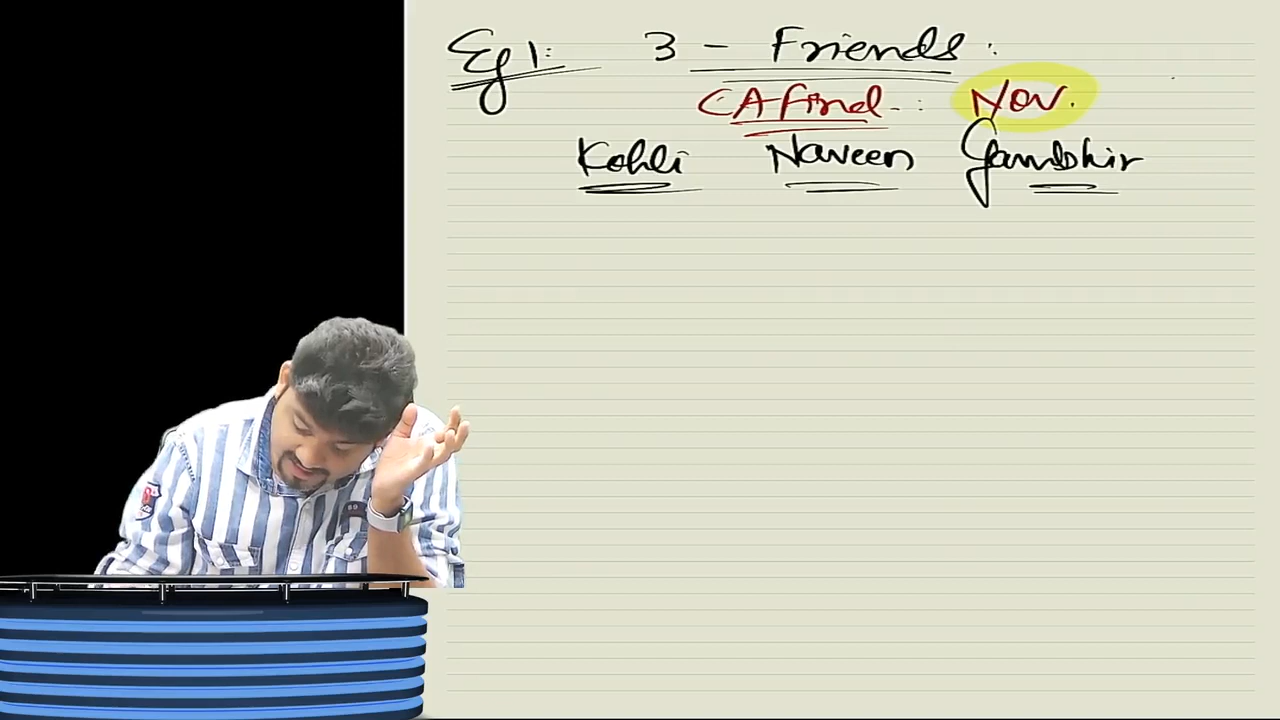 Eg 1: 3 - Friends:
CA final : Nov.
Kohli Naveen Gambhir